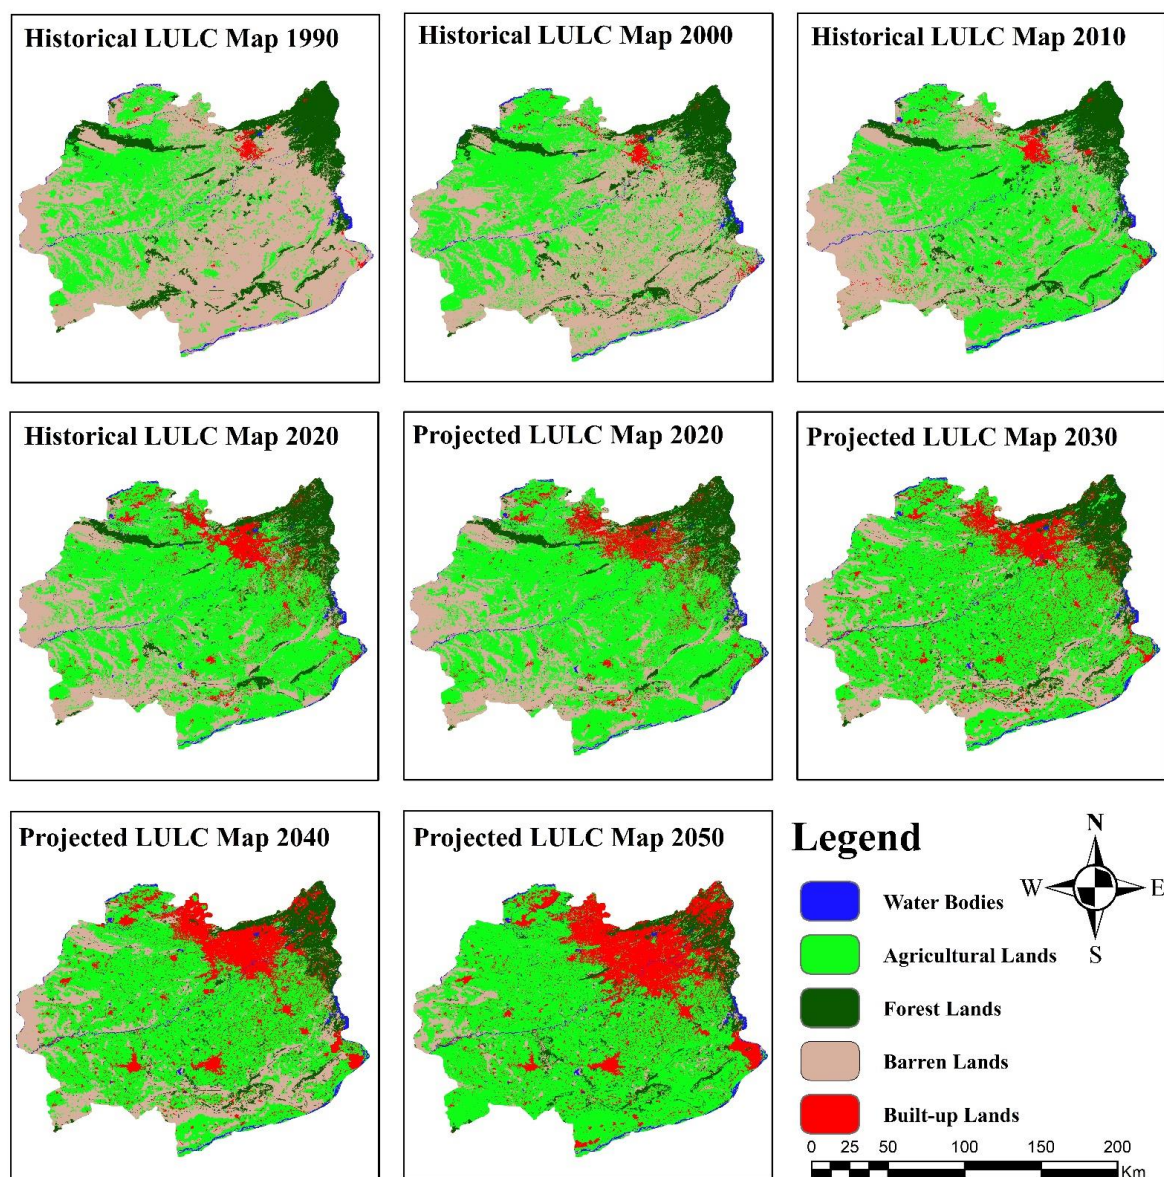 Historical LULC Map 1990
Historical LULC Map 2000
Historical LULC Map 2010
Historical LULC Map 2020
Projected LULC Map 2020
Projected LULC Map 2030
Projected LULC Map 2040
Projected LULC Map 2050
Legend
N
W E
S
Water Bodies
Agricultural Lands
Forest Lands
Barren Lands
Built-up Lands
0 25 50 100 150 200
Km